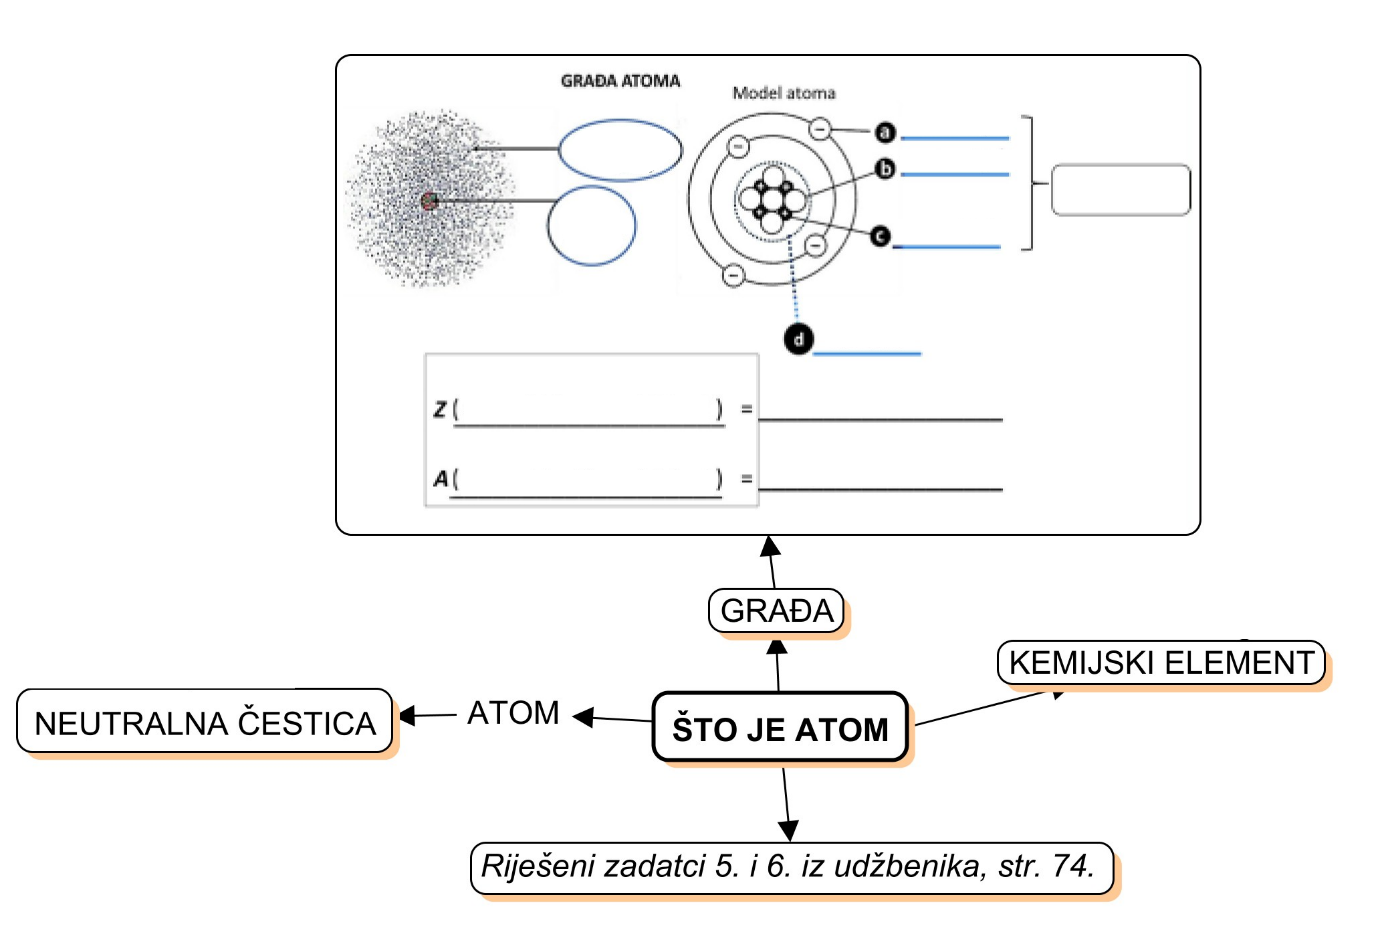 GRAĐA ATOMA
Model atoma
a
b
c
d
Z ( ) =
A ( ) =
GRAĐA
KEMIJSKI ELEMENT
NEUTRALNA ČESTICA
ATOM
ŠTO JE ATOM
Riješeni zadatci 5. i 6. iz udžbenika, str. 74.